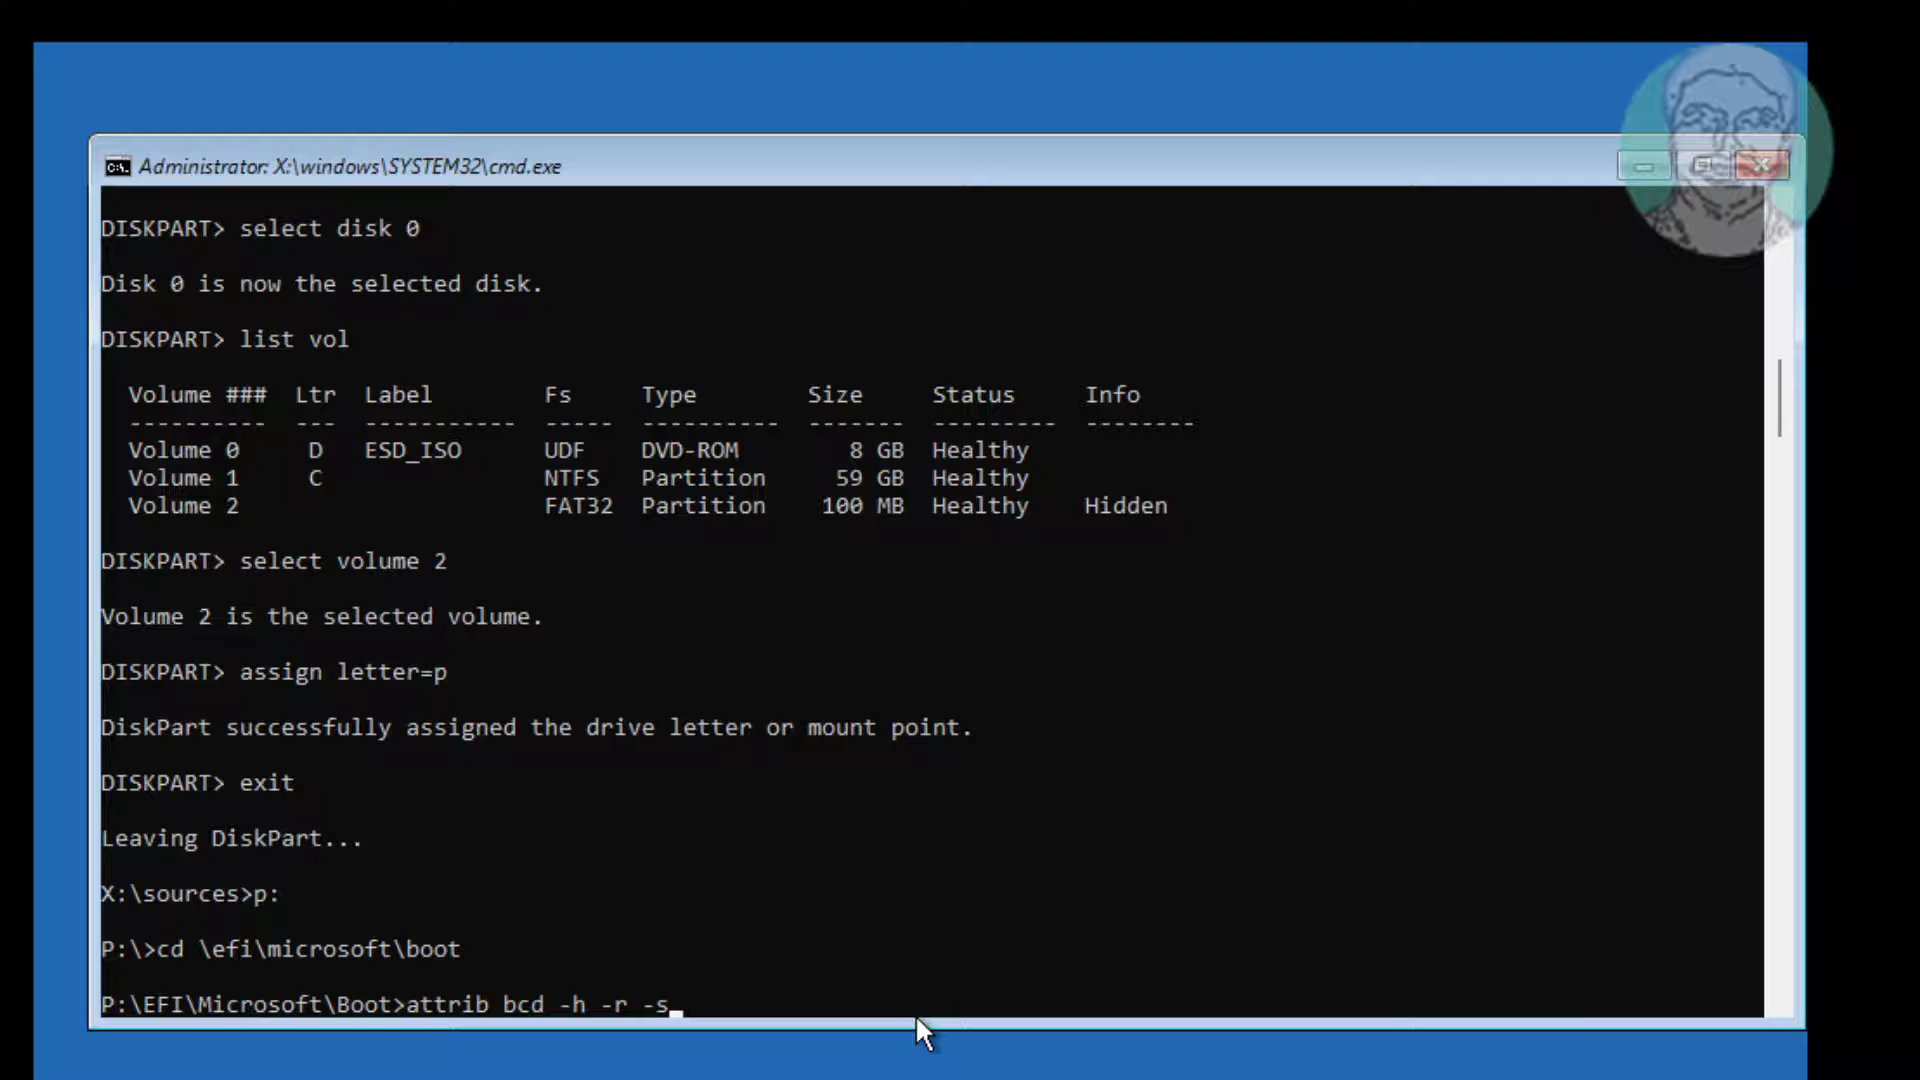 Administrator: X:\windows\SYSTEM32\cmd.exe
DISKPART> select disk 0
Disk 0 is now the selected disk.
DISKPART> list vol
  Volume ###  Ltr  Label        Fs     Type        Size     Status     Info
  ----------  ---  -----------  -----  ----------  -------  ---------  --------
  Volume 0     D   ESD_ISO      UDF    DVD-ROM        8 GB  Healthy
  Volume 1     C                NTFS   Partition     59 GB  Healthy
  Volume 2                      FAT32  Partition    100 MB  Healthy    Hidden
DISKPART> select volume 2
Volume 2 is the selected volume.
DISKPART> assign letter=p
DiskPart successfully assigned the drive letter or mount point.
DISKPART> exit
Leaving DiskPart...
X:\sources>p:
P:\>cd \efi\microsoft\boot
P:\EFI\Microsoft\Boot>attrib bcd -h -r -s